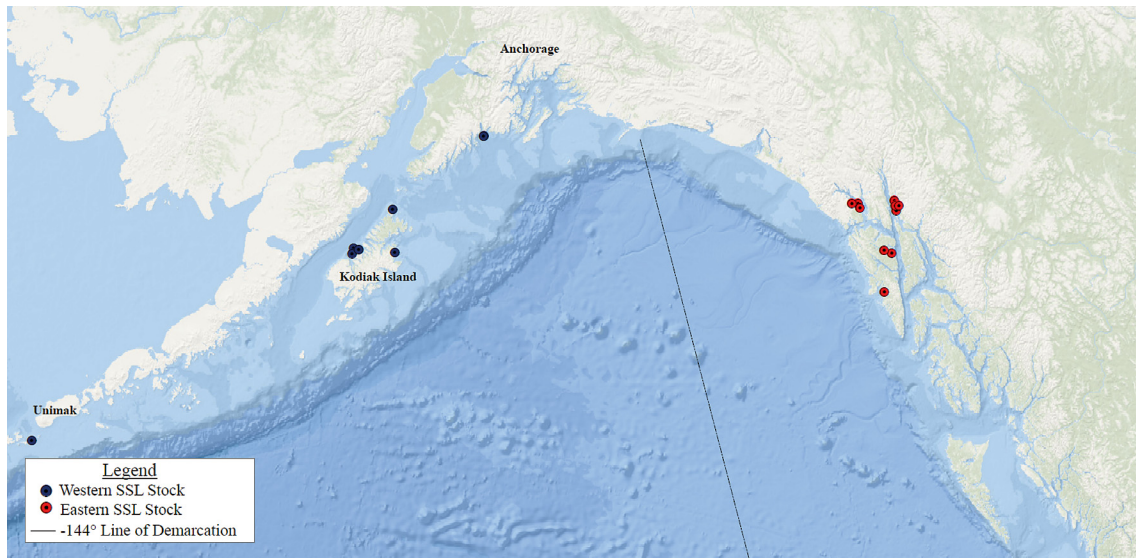 Anchorage
Kodiak Island
Unimak
Legend
Western SSL Stock
Eastern SSL Stock
-144° Line of Demarcation